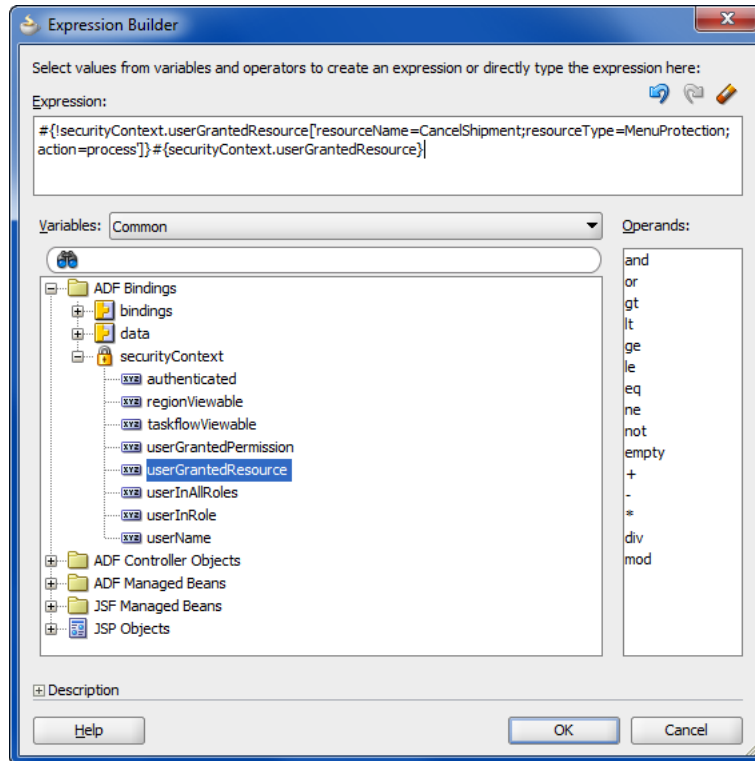 Expression Builder
Select values from variables and operators to create an expression or directly type the expression here:
Expression:
#{!securityContext.userGrantedResource['resourceName=CancelShipment;resourceType=MenuProtection;
action=process']}#{securityContext.userGrantedResource}
Variables: Common
Operands:
ADF Bindings
bindings
data
securityContext
authenticated
regionViewable
taskflowViewable
userGrantedPermission
userGrantedResource
userInAllRoles
userInRole
userName
ADF Controller Objects
ADF Managed Beans
JSF Managed Beans
JSP Objects
and
or
gt
lt
ge
le
eq
ne
not
empty
+
-
*
div
mod
Description
Help
OK
Cancel